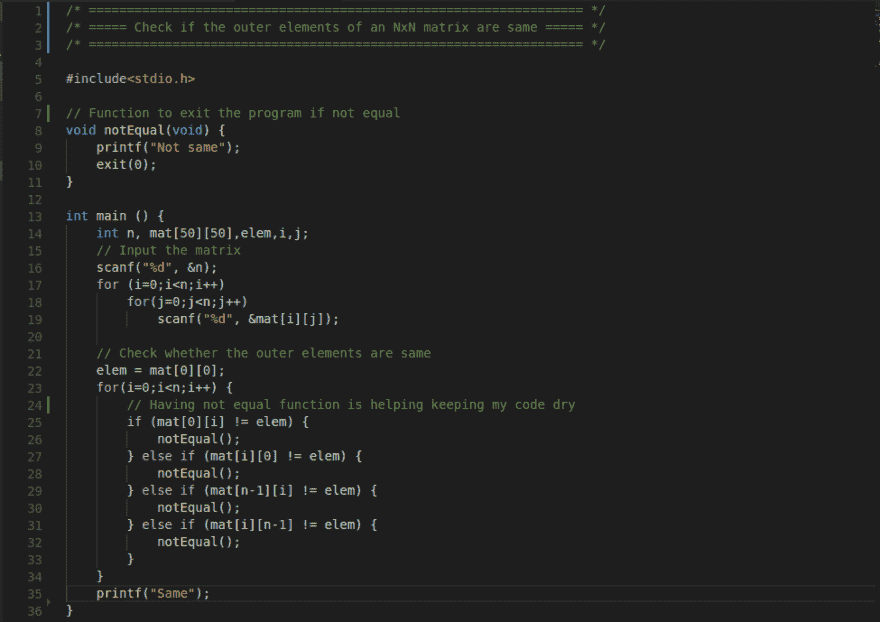 1 /* ================================================================= */
2 /* ===== Check if the outer elements of an NxN matrix are same ===== */
3 /* ================================================================= */
4
5 #include<stdio.h>
6
7 // Function to exit the program if not equal
8 void notEqual(void) {
9     printf("Not same");
10     exit(0);
11 }
12
13 int main () {
14     int n, mat[50][50],elem,i,j;
15     // Input the matrix
16     scanf("%d", &n);
17     for (i=0;i<n;i++)
18         for(j=0;j<n;j++)
19             scanf("%d", &mat[i][j]);
20
21     // Check whether the outer elements are same
22     elem = mat[0][0];
23     for(i=0;i<n;i++) {
24         // Having not equal function is helping keeping my code dry
25         if (mat[0][i] != elem) {
26             notEqual();
27         } else if (mat[i][0] != elem) {
28             notEqual();
29         } else if (mat[n-1][i] != elem) {
30             notEqual();
31         } else if (mat[i][n-1] != elem) {
32             notEqual();
33         }
34     }
35     printf("Same");
36 }